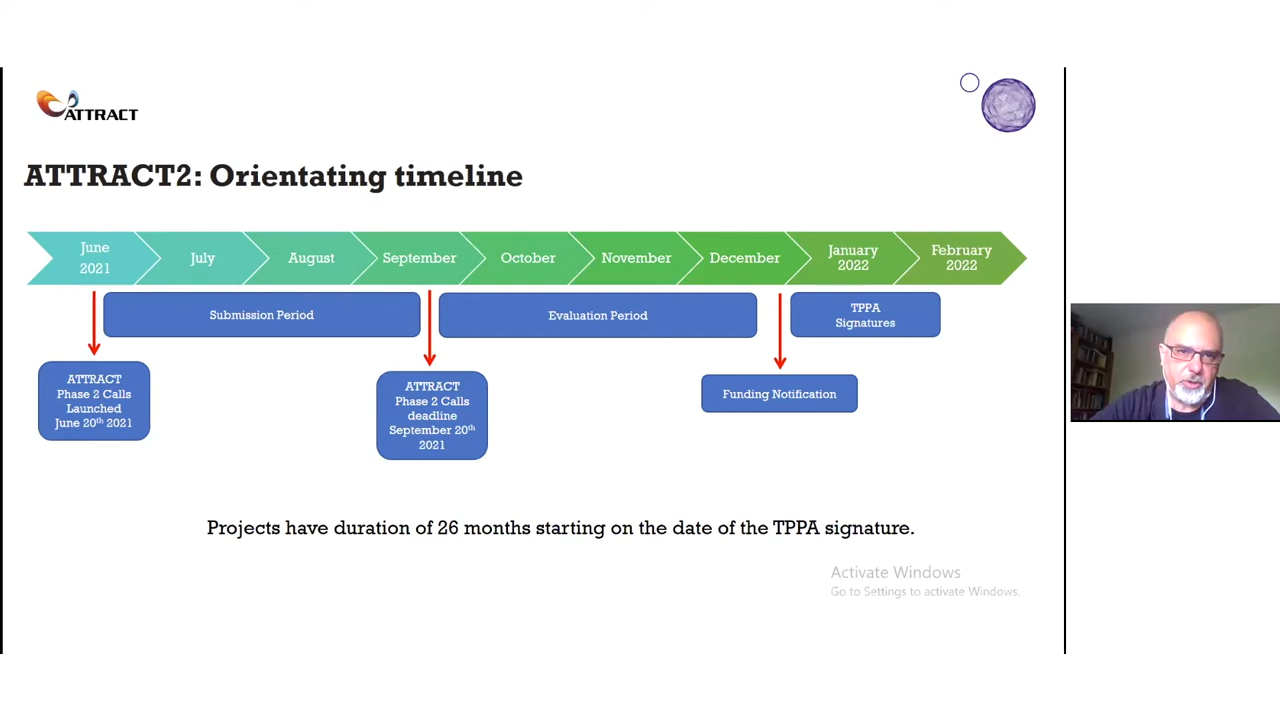 ATTRACT
ATTRACT2: Orientating timeline
June
2021
July
August
September
October
November
December
January
2022
February
2022
Submission Period
Evaluation Period
TPPA
Signatures
ATTRACT
Phase 2 Calls
Launched
June 20th 2021
ATTRACT
Phase 2 Calls
deadline
September 20th
2021
Funding Notification
Projects have duration of 26 months starting on the date of the TPPA signature.
Activate Windows
Go to Settings to activate Windows.